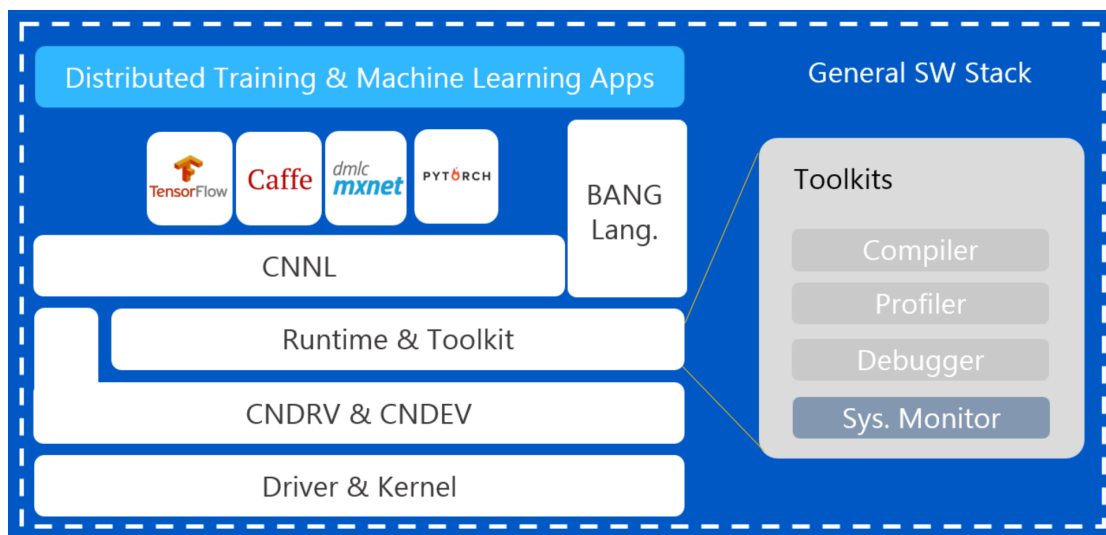 Distributed Training & Machine Learning Apps
General SW Stack
TensorFlow
Caffe
dmlc
mxnet
PYTORCH
BANG
Lang.
CNNL
Runtime & Toolkit
CNDRV & CNDEV
Driver & Kernel
Toolkits
Compiler
Profiler
Debugger
Sys. Monitor